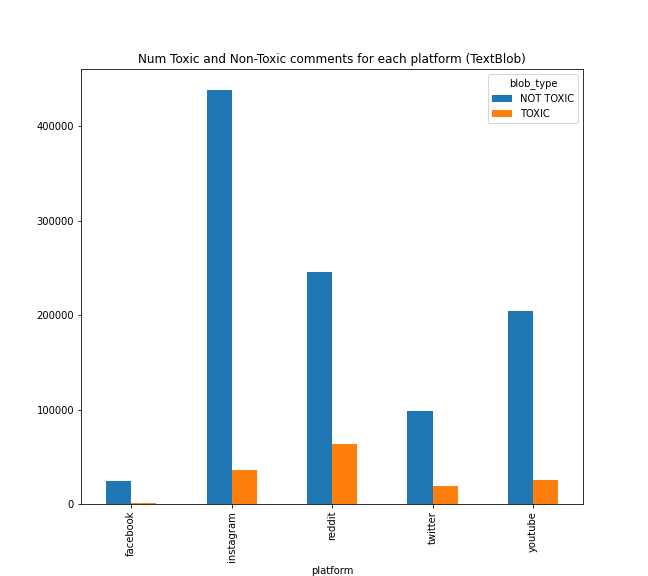 Num Toxic and Non-Toxic comments for each platform (TextBlob)
blob_type
NOT TOXIC
TOXIC
400000
300000
200000
100000
0
facebook
instagram
reddit
twitter
youtube
platform